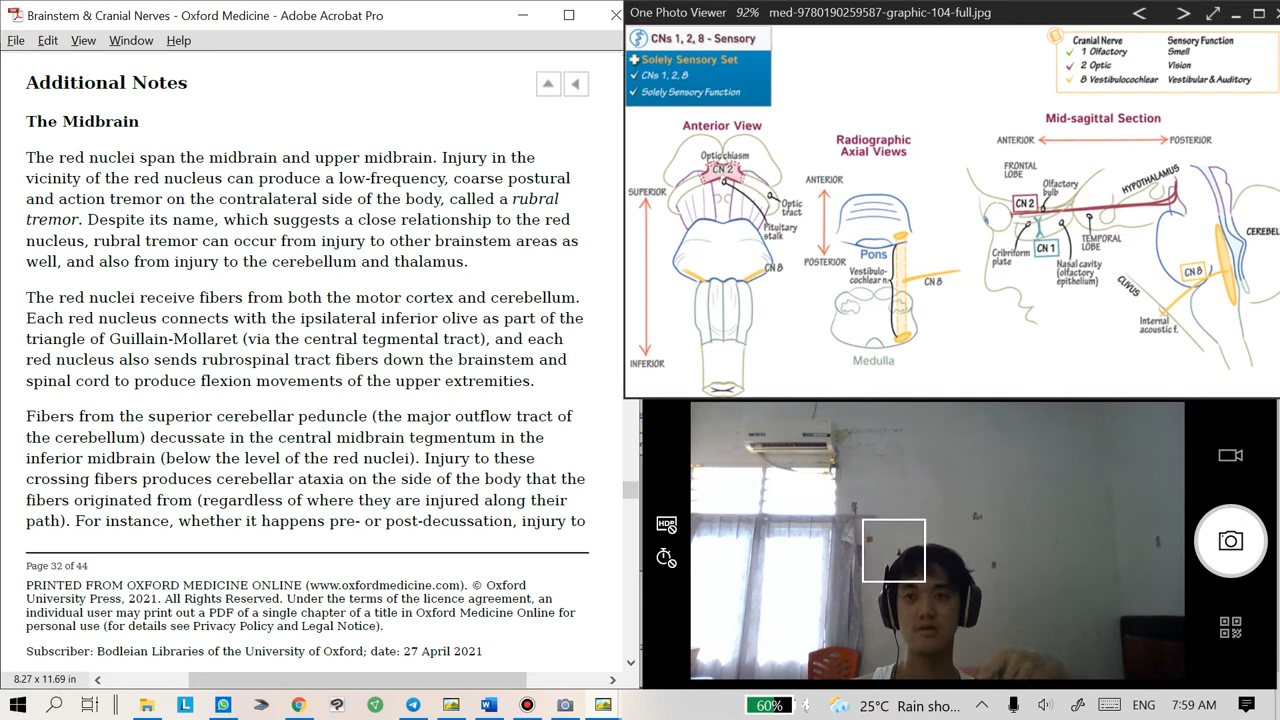 Brainstem & Cranial Nerves - Oxford Medicine - Adobe Acrobat Pro
File Edit View Window Help
Additional Notes
The Midbrain
The red nuclei span the midbrain and upper midbrain. Injury in the
vicinity of the red nucleus can produce a low-frequency, coarse postural
and action tremor on the contralateral side of the body, called a rubral
tremor. Despite its name, which suggests a close relationship to the red
nucleus, rubral tremor can occur from injury to other brainstem areas as
well, and also from injury to the cerebellum and thalamus.
The red nuclei receive fibers from both the motor cortex and cerebellum.
Each red nucleus connects with the ipsilateral inferior olive as part of the
triangle of Guillain-Mollaret (via the central tegmental tract), and each
red nucleus also sends rubrospinal tract fibers down the brainstem and
spinal cord to produce flexion movements of the upper extremities.
Fibers from the superior cerebellar peduncle (the major outflow tract of
the cerebellum) decussate in the central midbrain tegmentum in the
inferior midbrain (below the level of the red nuclei). Injury to these
crossing fibers produces cerebellar ataxia on the side of the body that the
fibers originated from (regardless of where they are injured along their
path). For instance, whether it happens pre- or post-decussation, injury to
Page 32 of 44
PRINTED FROM OXFORD MEDICINE ONLINE (www.oxfordmedicine.com). © Oxford
University Press, 2021. All Rights Reserved. Under the terms of the licence agreement, an
individual user may print out a PDF of a single chapter of a title in Oxford Medicine Online for
personal use (for details see Privacy Policy and Legal Notice).
Subscriber: Bodleian Libraries of the University of Oxford; date: 27 April 2021
8.27 x 11.69 in
One Photo Viewer 92% med-9780190259587-graphic-104-full.jpg
CNs 1, 2, 8 - Sensory
Solely Sensory Set
CNs 1, 2, 8
Solely Sensory Function
Cranial Nerve Sensory Function
1 Olfactory Smell
2 Optic Vision
8 Vestibulocochlear Vestibular & Auditory
Anterior View
Optic chiasm
CN 2
SUPERIOR
Optic
tract
Pituitary
stalk
CN 8
INFERIOR
Radiographic
Axial Views
ANTERIOR
POSTERIOR
Pons
Vestibulo-
cochlear n.
CN 8
Medulla
Mid-sagittal Section
ANTERIOR POSTERIOR
FRONTAL
LOBE
Olfactory
bulb
HYPOTHALAMUS
CN 2
CN 1
Cribriform
plate
Nasal cavity
(olfactory
epithelium)
TEMPORAL
LOBE
CLIVUS
CN 8
Internal
acoustic f.
CEREBEL
60%
25°C Rain sho...
ENG 7:59 AM